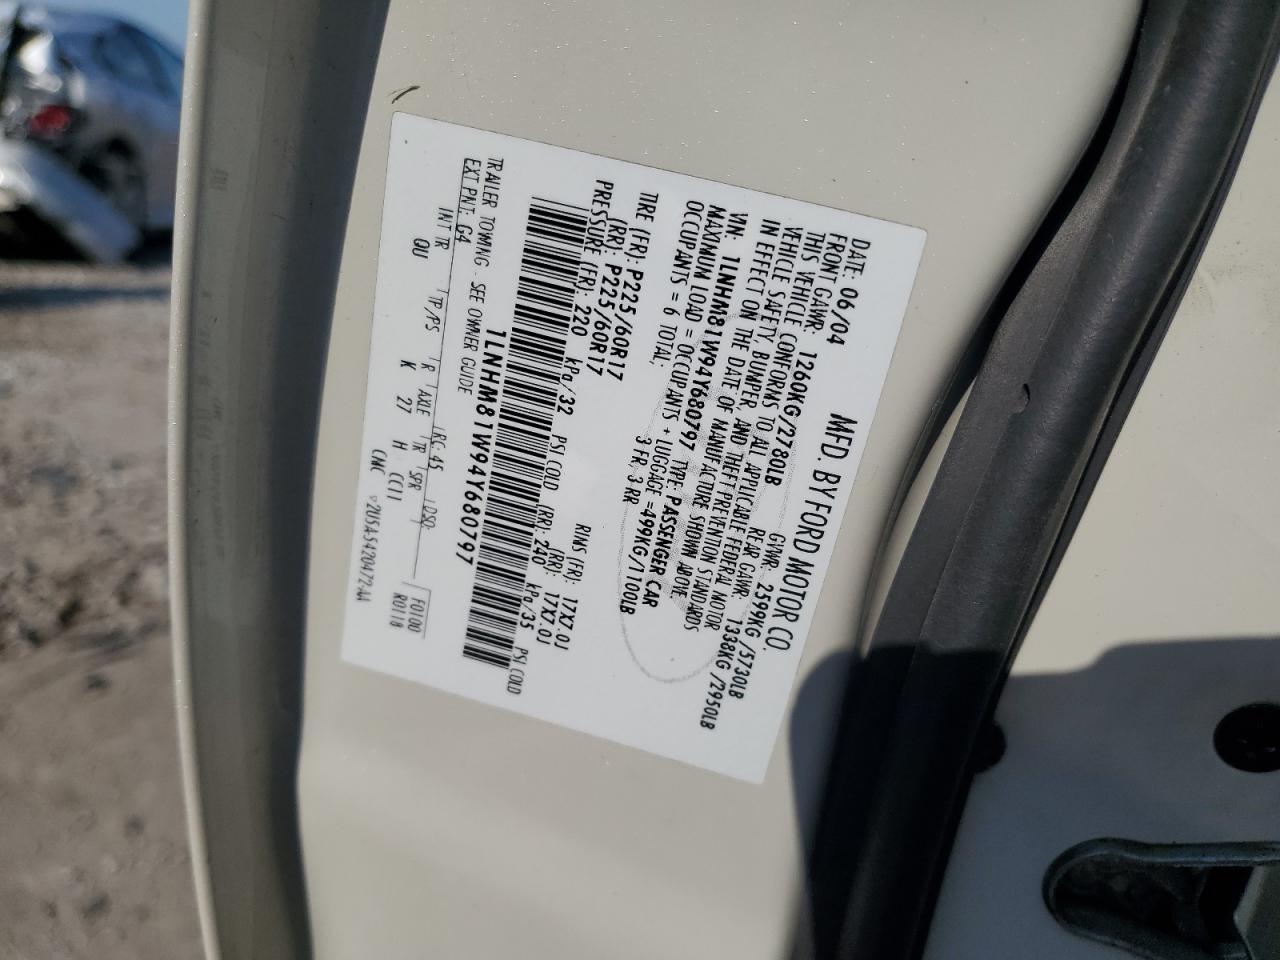 DATE: 06/04 MFD. BY FORD MOTOR CO.
FRONT GAWR: 1260KG/2780LB GVWR: 2599KG/5730LB
REAR GAWR: 1338KG/2950LB
THIS VEHICLE CONFORMS TO ALL APPLICABLE FEDERAL MOTOR
VEHICLE SAFETY, BUMPER, AND THEFT PREVENTION STANDARDS
IN EFFECT ON THE DATE OF MANUFACTURE SHOWN ABOVE.
VIN: 1LNHM81W94Y680797 TYPE: PASSENGER CAR
MAXIMUM LOAD = OCCUPANTS + LUGGAGE = 499KG/1100LB
OCCUPANTS = 6 TOTAL: 3 FR, 3 RR
TIRE (FR): P225/60R17 RIMS (FR): 17X7.0J
(RR): P225/60R17 (RR): 17X7.0J
PRESSURE (FR): 220 kPa/32 PSI COLD (RR): 240 kPa/35 PSI COLD
1LNHM81W94Y680797
TRAILER TOWING - SEE OWNER GUIDE
EXT PNT: G4 RC: 45 DSO:
INT TR TP/PS R AXLE TR SPR
QU K 27 H CC11
F0100
R0118
CMC ▽2U5A5420472AA